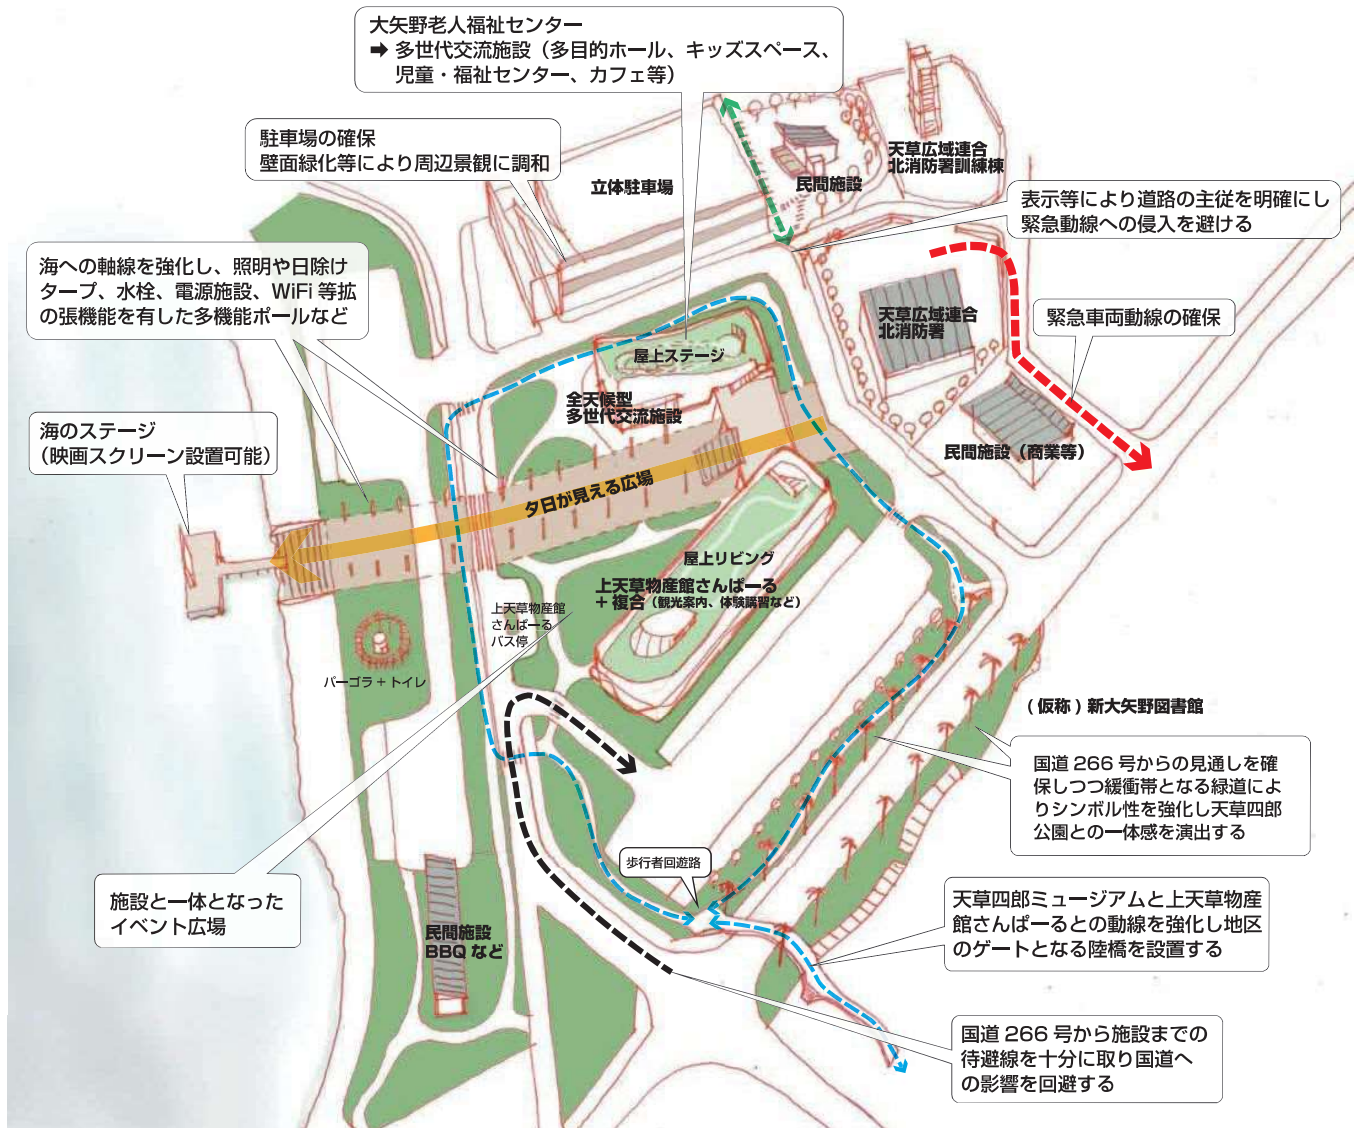 大矢野老人福祉センター
➡ 多世代交流施設（多目的ホール、キッズスペース、
児童・福祉センター、カフェ等）
駐車場の確保
壁面緑化等により周辺景観に調和
立体駐車場
民間施設
天草広域連合
北消防署訓練棟
表示等により道路の主従を明確にし
緊急動線への侵入を避ける
海への軸線を強化し、照明や日除け
タープ、水栓、電源施設、WiFi 等拡
の張機能を有した多機能ポールなど
天草広域連合
北消防署
緊急車両動線の確保
屋上ステージ
全天候型
多世代交流施設
海のステージ
（映画スクリーン設置可能）
民間施設（商業等）
夕日が見える広場
屋上リビング
上天草物産館さんぱーる
+ 複合（観光案内、体験講習など）
上天草物産館
さんぱーる
バス停
パーゴラ + トイレ
( 仮称 ) 新大矢野図書館
国道 266 号からの見通しを確
保しつつ緩衝帯となる緑道によ
りシンボル性を強化し天草四郎
公園との一体感を演出する
歩行者回遊路
施設と一体となった
イベント広場
民間施設
BBQ など
天草四郎ミュージアムと上天草物産
館さんぱーるとの動線を強化し地区
のゲートとなる陸橋を設置する
国道 266 号から施設までの
待避線を十分に取り国道へ
の影響を回避する